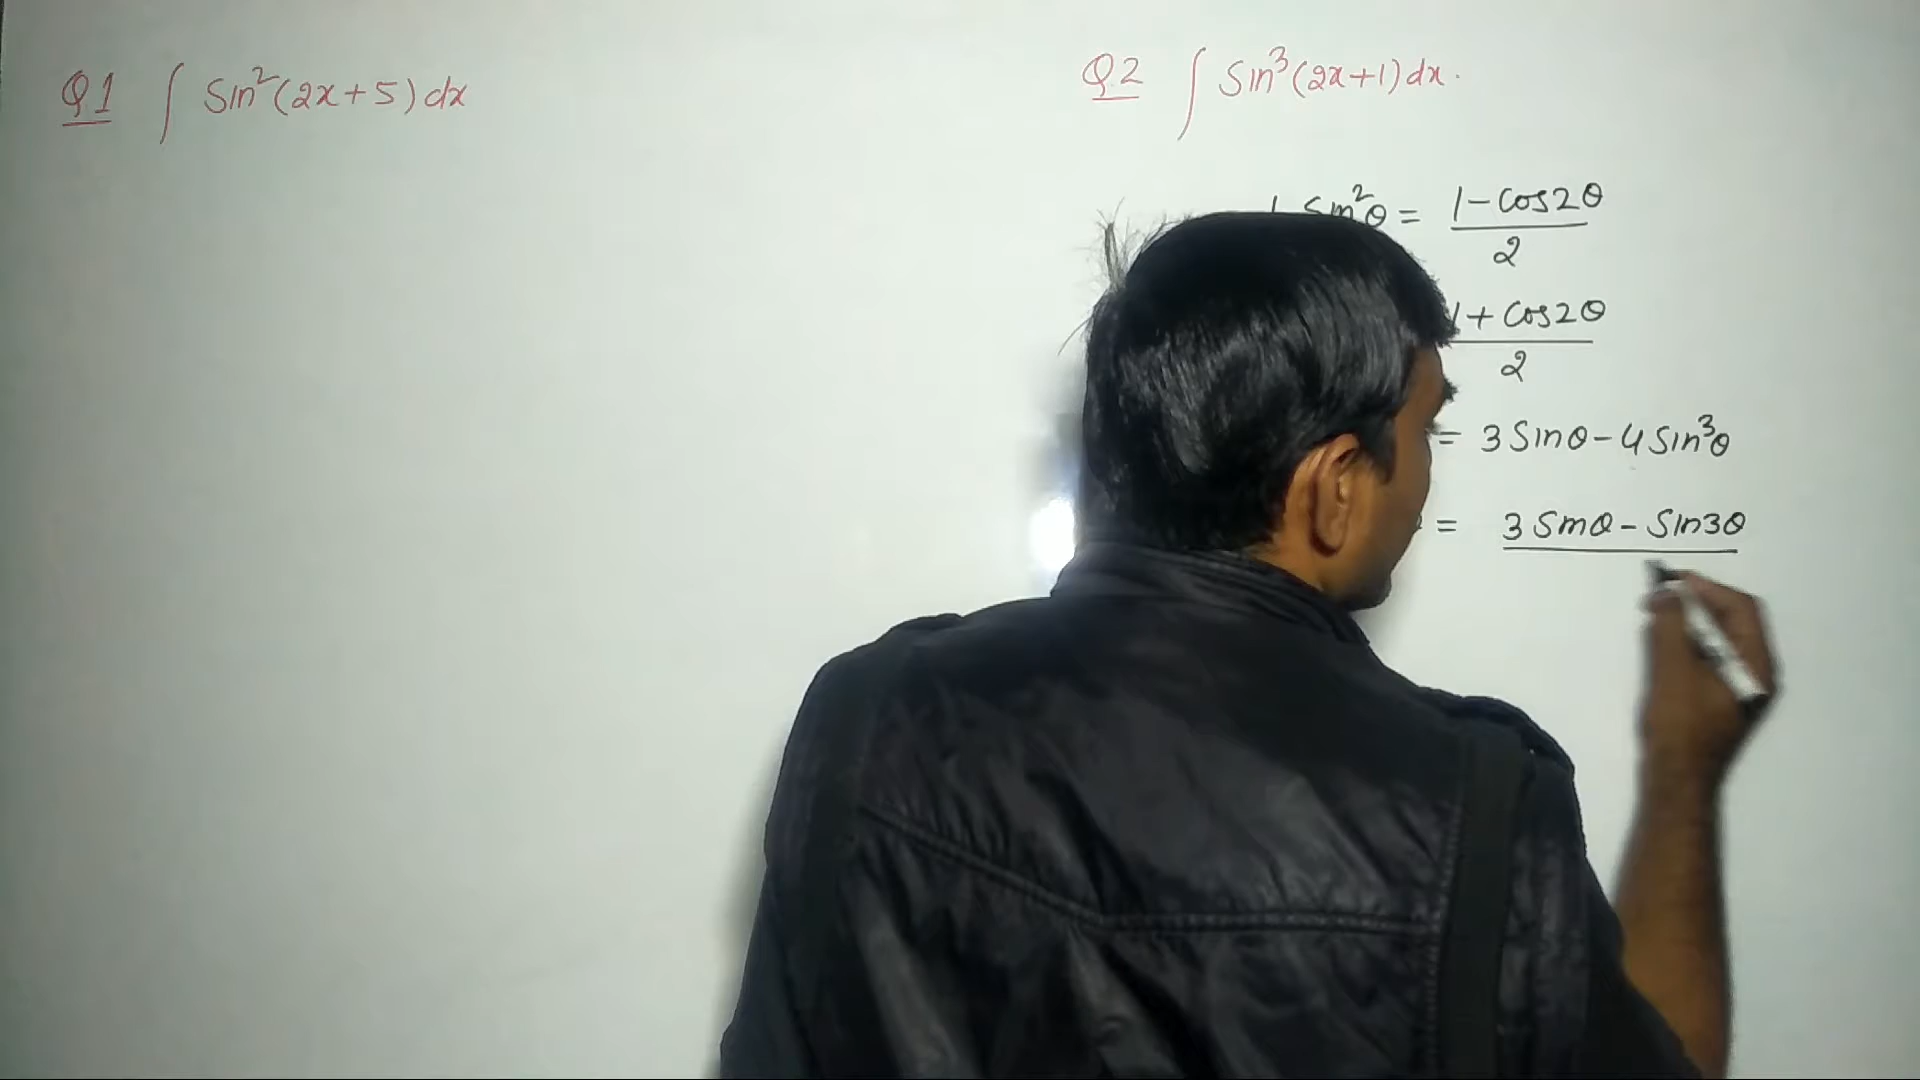 Q1 ∫ Sin²(2x+5)dx
Q.2 ∫ Sin³(2x+1)dx.
Sin²θ = 1-Cos2θ
2
1+Cos2θ
2
= 3Sinθ-4Sin³θ
= 3Sinθ-Sin3θ